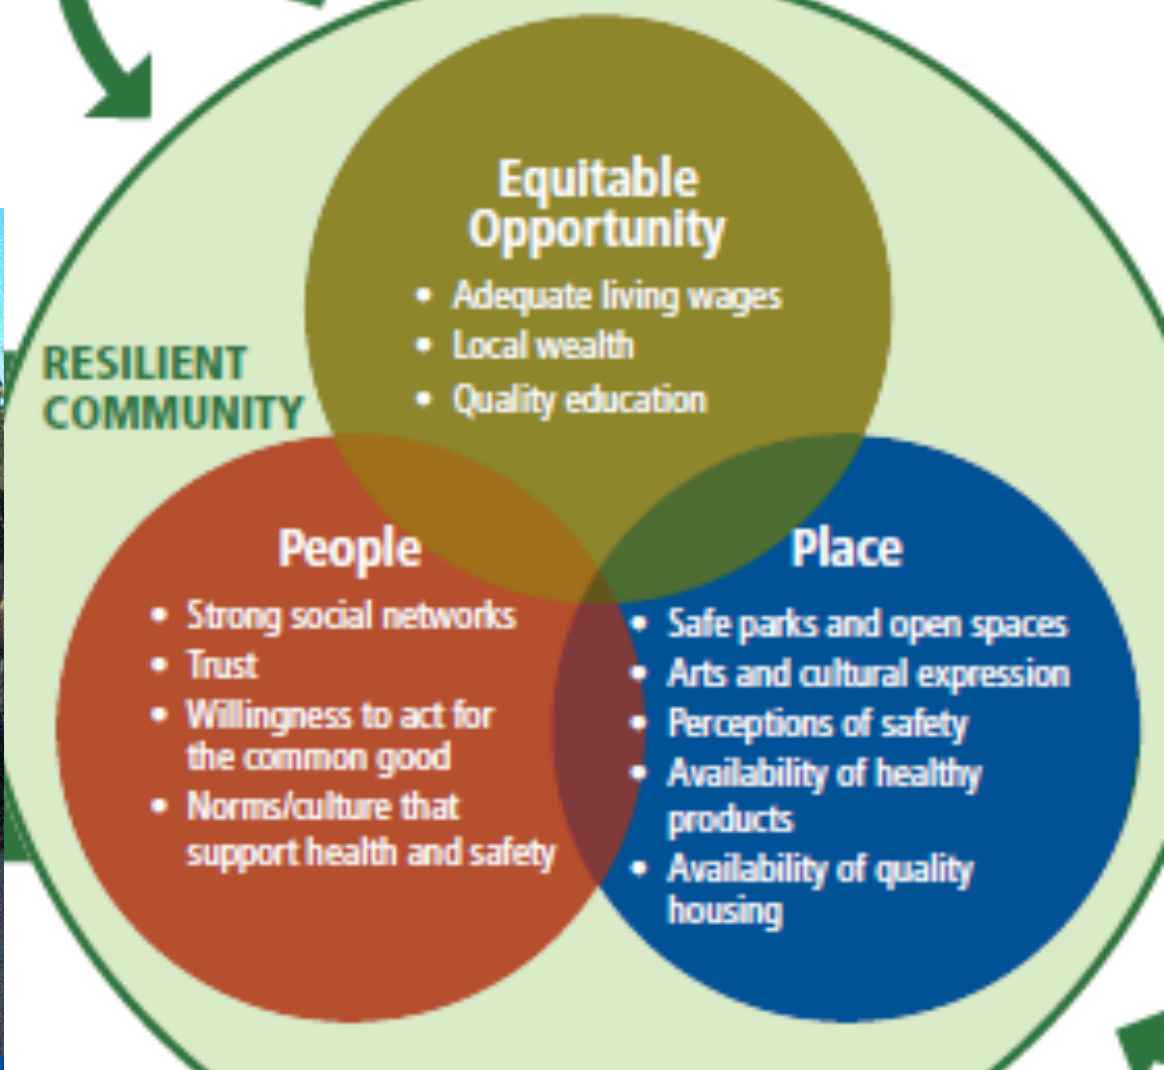 Equitable
Opportunity
• Adequate living wages
• Local wealth
• Quality education
RESILIENT
COMMUNITY
People
• Strong social networks
• Trust
• Willingness to act for
the common good
• Norms/culture that
support health and safety
Place
• Safe parks and open spaces
• Arts and cultural expression
• Perceptions of safety
• Availability of healthy
products
• Availability of quality
housing